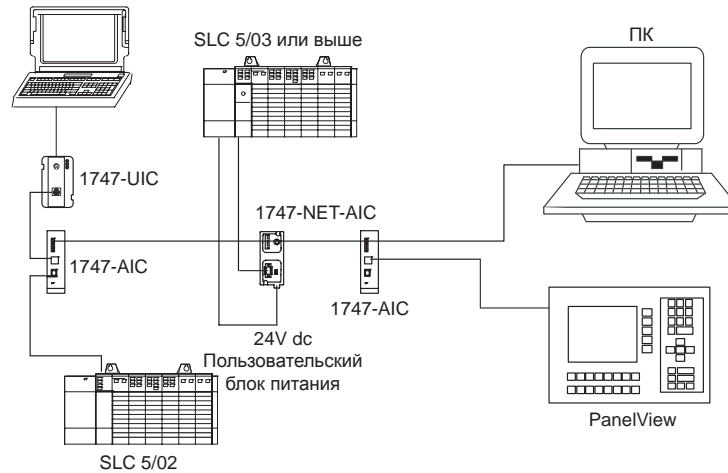 SLC 5/03 или выше
ПК
1747-UIC
1747-NET-AIC
1747-AIC
1747-AIC
24V dc
Пользовательский
блок питания
PanelView
SLC 5/02